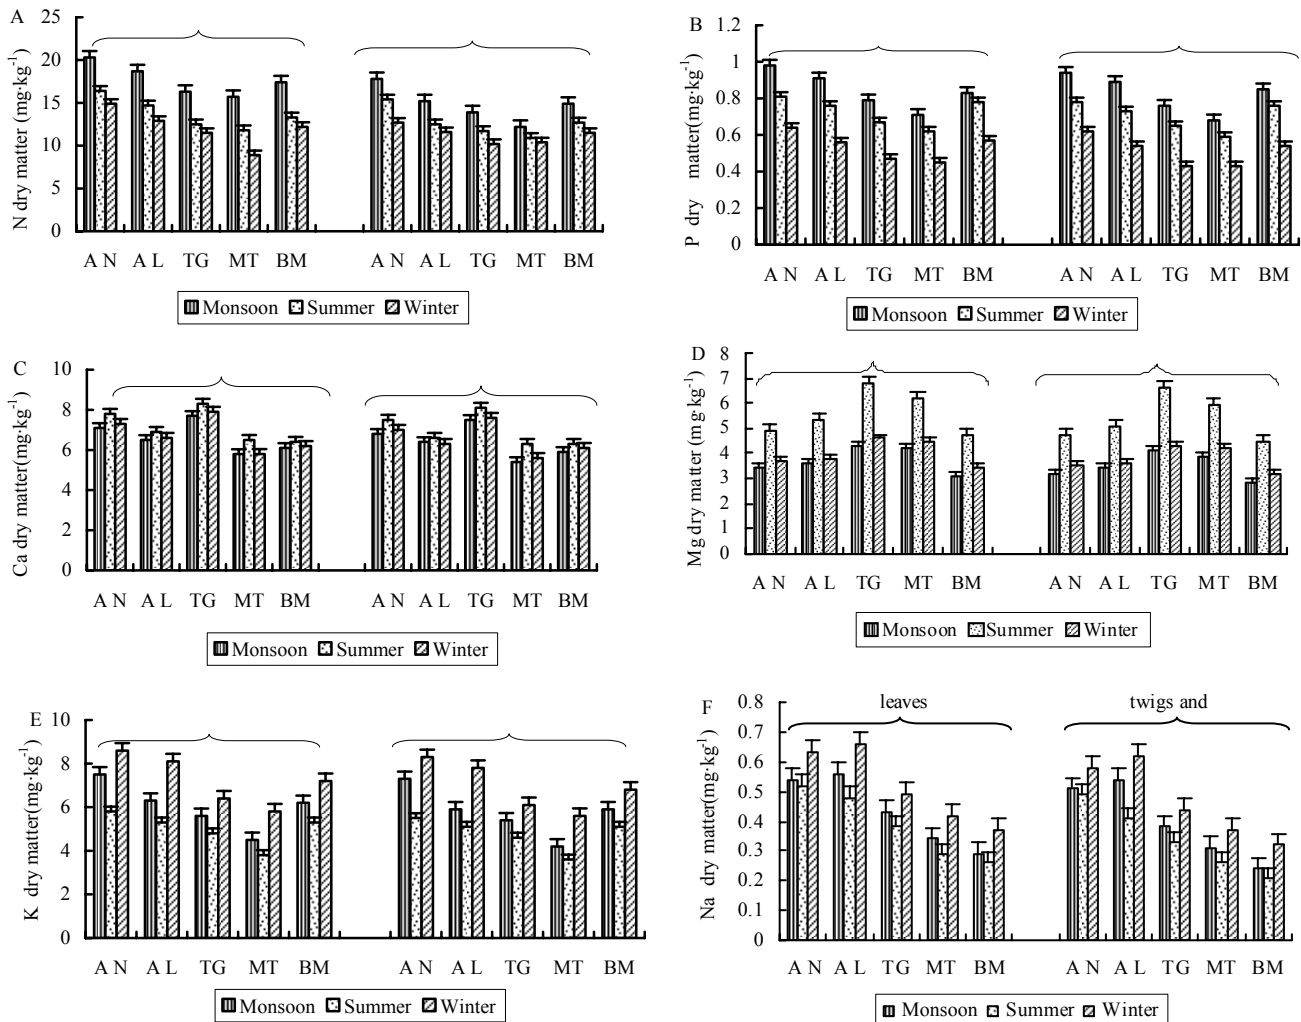 A
N dry matter (mg·kg-1)
25
20
15
10
5
0
A N A L TG MT BM A N A L TG MT BM
Monsoon Summer Winter
B
P dry matter(mg·kg-1)
1.2
1
0.8
0.6
0.4
0.2
0
A N A L TG MT BM A N A L TG MT BM
Monsoon Summer Winter
C
Ca dry matter(mg·kg-1)
10
8
6
4
2
0
A N A L TG MT BM A N A L TG MT BM
Monsoon Summer Winter
D
Mg dry matter (mg·kg-1)
8
7
6
5
4
3
2
1
0
A N A L TG MT BM A N A L TG MT BM
Monsoon Summer Winter
E
K dry matter(mg·kg-1)
10
8
6
4
2
0
A N A L TG MT BM A N A L TG MT BM
Monsoon Summer Winter
F
leaves twigs and
Na dry matter(mg·kg-1)
0.8
0.7
0.6
0.5
0.4
0.3
0.2
0.1
0
A N A L TG MT BM A N A L TG MT BM
Monsoon Summer Winter